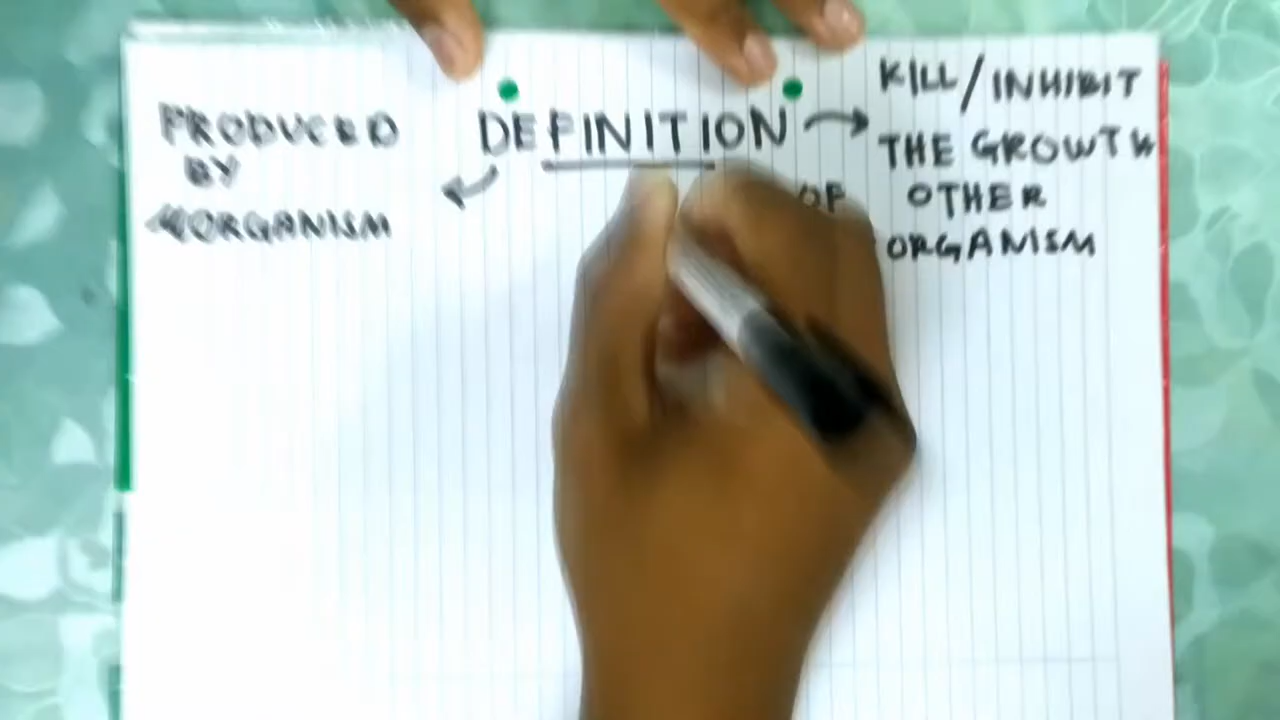 PRODUCED
BY
ORGANISM
DEFINITION
KILL/INHIBIT
THE GROWTH
OF OTHER
ORGANISM